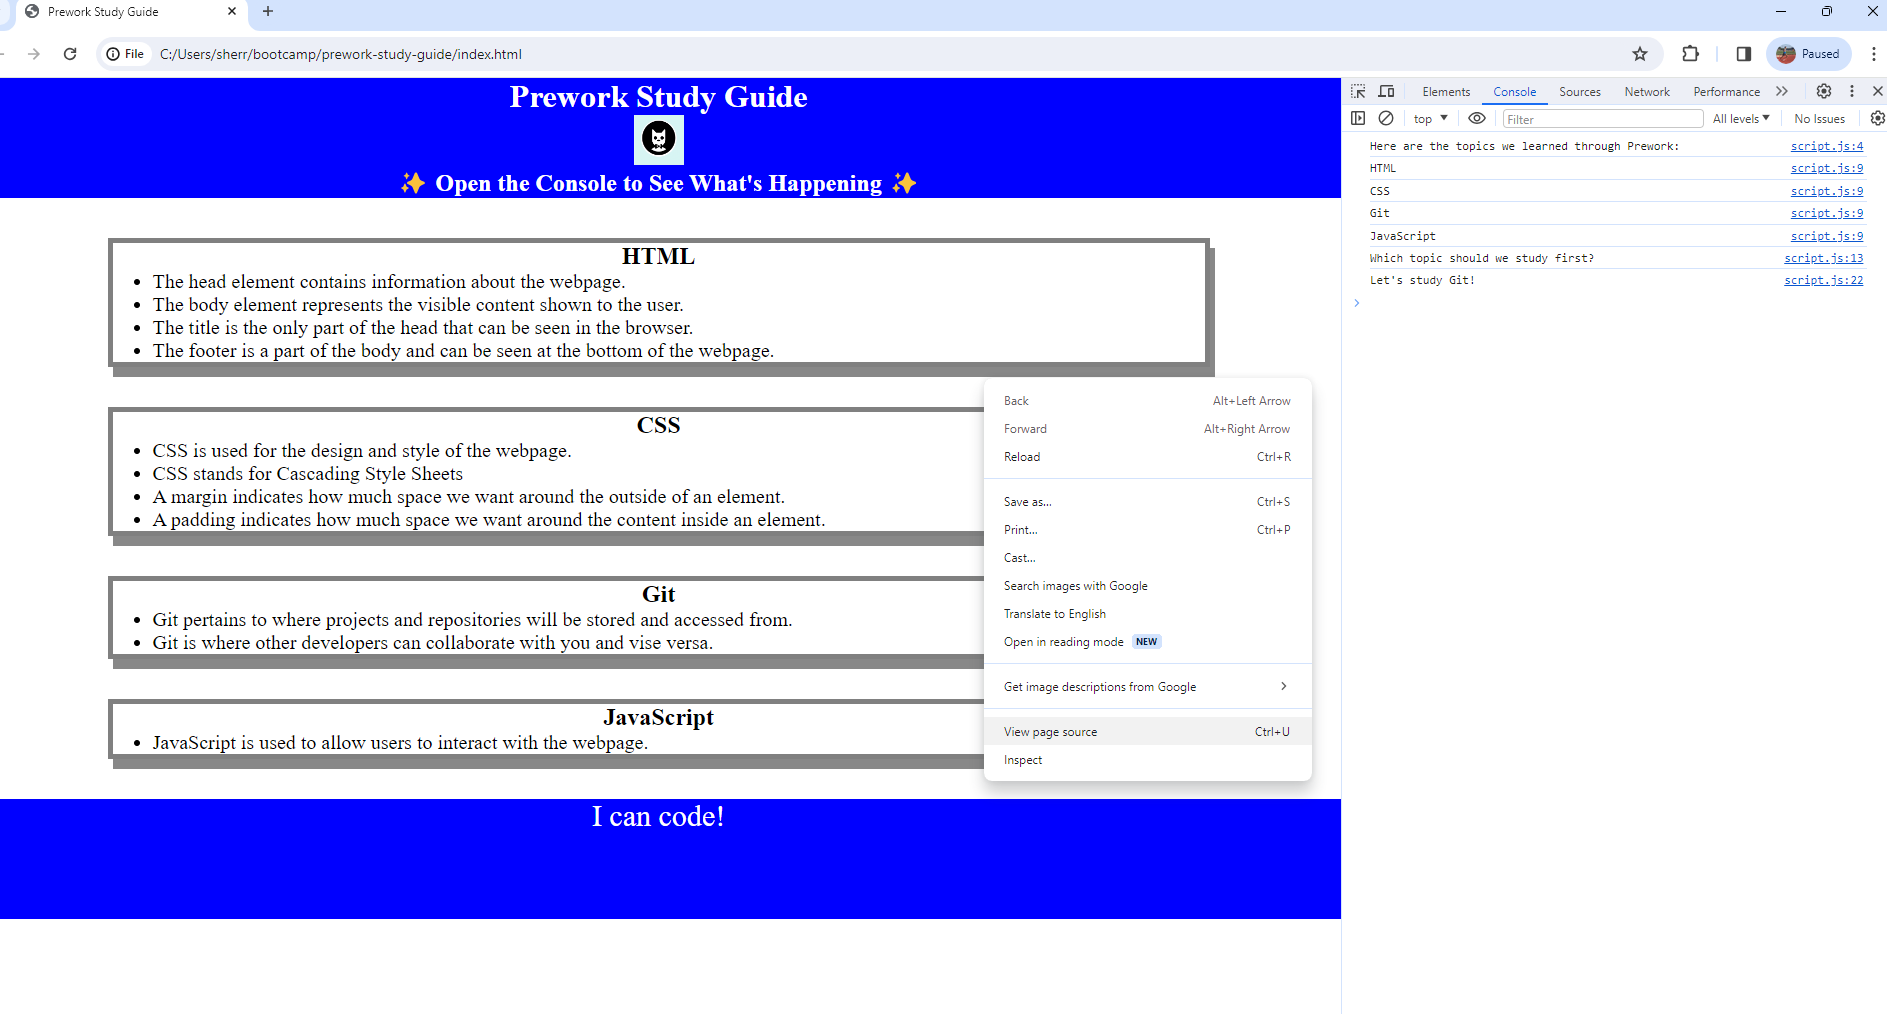 Prework Study Guide
File C:/Users/sherr/bootcamp/prework-study-guide/index.html Paused
Prework Study Guide
✨ Open the Console to See What's Happening ✨
HTML
The head element contains information about the webpage.
The body element represents the visible content shown to the user.
The title is the only part of the head that can be seen in the browser.
The footer is a part of the body and can be seen at the bottom of the webpage.
CSS
CSS is used for the design and style of the webpage.
CSS stands for Cascading Style Sheets
A margin indicates how much space we want around the outside of an element.
A padding indicates how much space we want around the content inside an element.
Git
Git pertains to where projects and repositories will be stored and accessed from.
Git is where other developers can collaborate with you and vise versa.
JavaScript
JavaScript is used to allow users to interact with the webpage.
I can code!
Back Alt+Left Arrow
Forward Alt+Right Arrow
Reload Ctrl+R
Save as... Ctrl+S
Print... Ctrl+P
Cast...
Search images with Google
Translate to English
Open in reading mode NEW
Get image descriptions from Google
View page source Ctrl+U
Inspect
Elements Console Sources Network Performance
top Filter All levels No Issues
Here are the topics we learned through Prework: script.js:4
HTML script.js:9
CSS script.js:9
Git script.js:9
JavaScript script.js:9
Which topic should we study first? script.js:13
Let's study Git! script.js:22